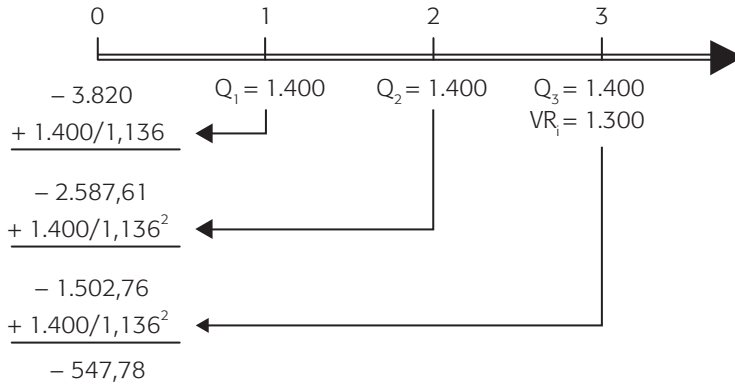 0 1 2 3
– 3.820 Q₁ = 1.400 Q₂ = 1.400 Q₃ = 1.400
+ 1.400/1,136 VRᵢ = 1.300
– 2.587,61
+ 1.400/1,136²
– 1.502,76
+ 1.400/1,136²
– 547,78